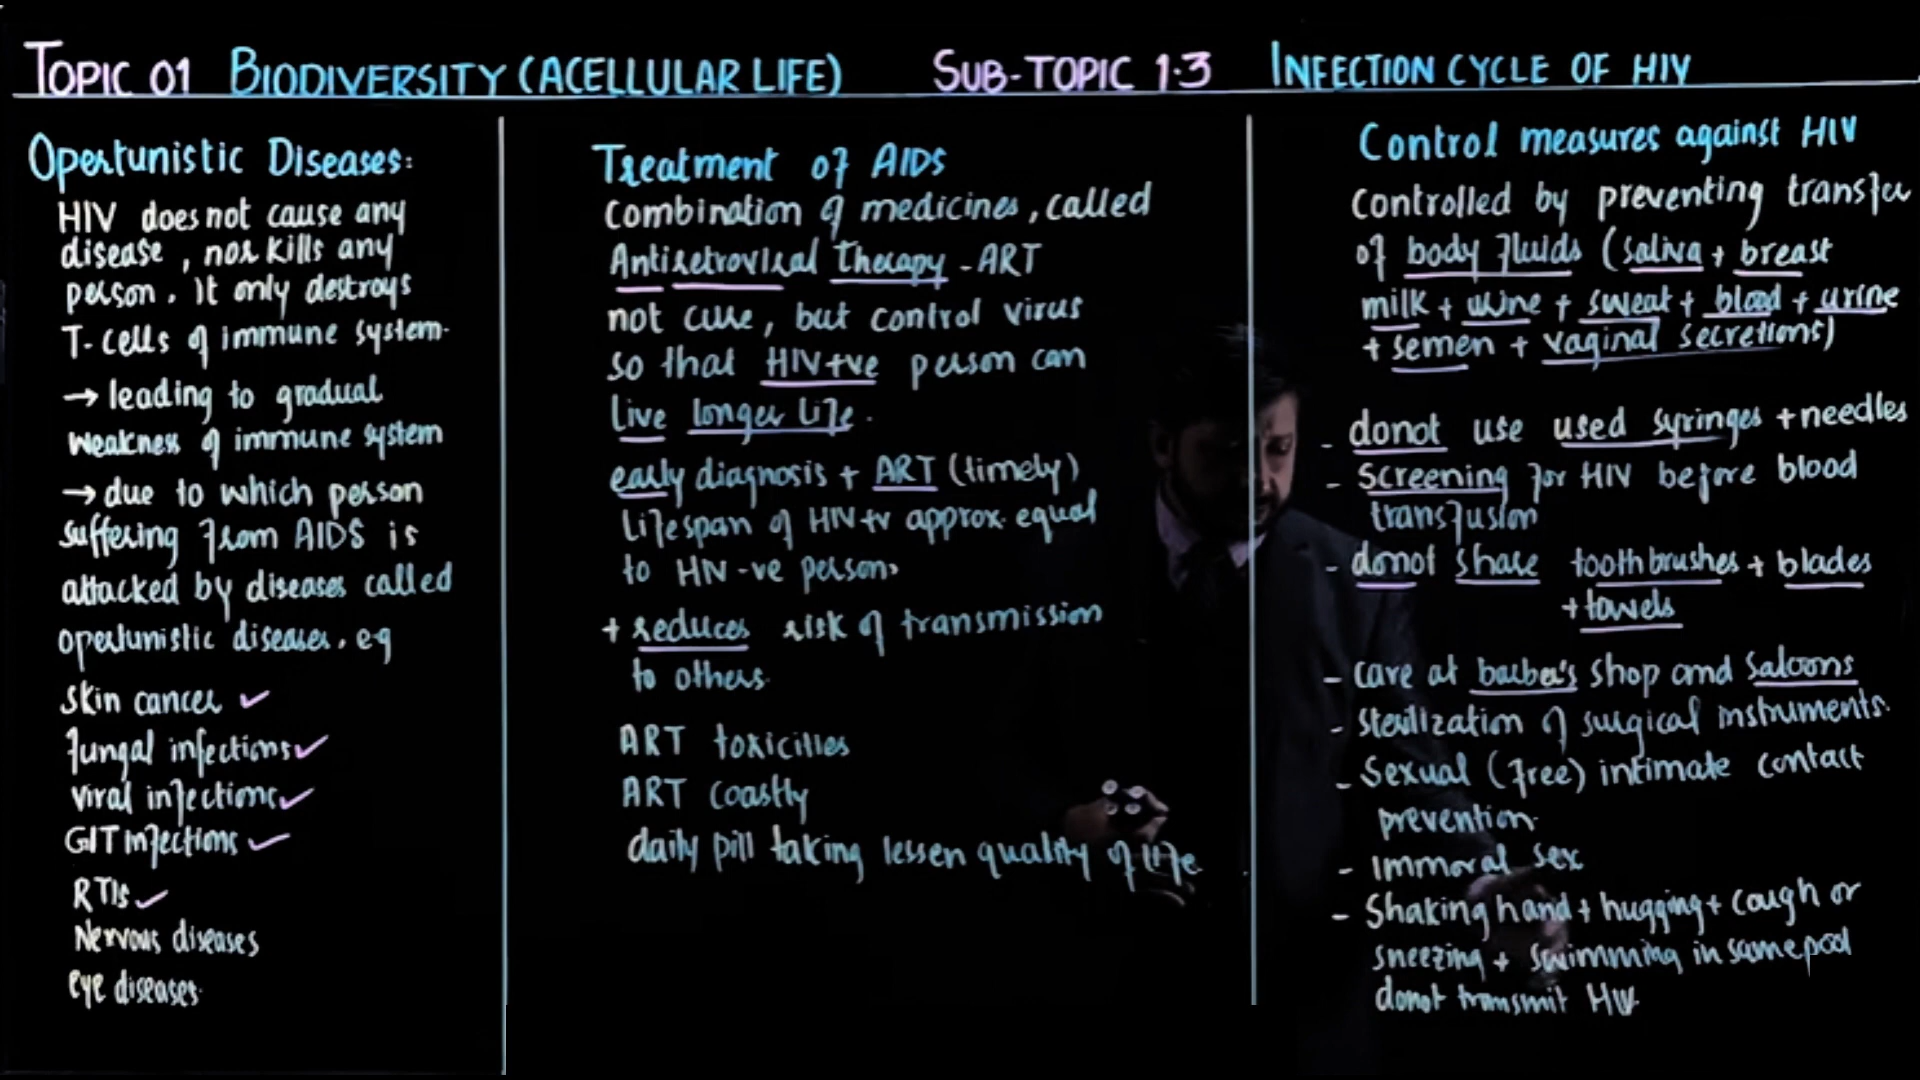 TOPIC 01 BIODIVERSITY (ACELLULAR LIFE) SUB-TOPIC 1.3 INFECTION CYCLE OF HIV
Opertunistic Diseases:
HIV does not cause any
disease, nor kills any
person. it only destroys
T-cells of immune system.
→ leading to gradual
weakness of immune system
→ due to which person
suffering from AIDS is
attacked by diseases called
opertunistic diseases. eg
Skin cancer ✓
fungal infections ✓
viral infections ✓
GIT infections ✓
RTIs ✓
Nervous diseases
eye diseases.
Treatment of AIDS
Combination of medicines, called
Antiretroviral therapy - ART
not cure, but control virus
so that HIV+ve person can
live longer life.
early diagnosis + ART (timely)
lifespan of HIV+v approx. equal
to HIV-ve person.
+ reduces risk of transmission
to others.
ART toxicities
ART coastly
daily pill taking lessen quality of life
Control measures against HIV
Controlled by preventing transfer
of body fluids (saliva + breast
milk + urine + sweat + blood + urine
+ semen + vaginal secretions)
- donot use used syringes + needles
- Screening for HIV before blood
transfusion
- donot share toothbrushes + blades
+ towels
- care at barber's shop and saloons
- sterilization of surgical instruments.
- Sexual (free) intimate contact
prevention.
- Immoral sex
- Shaking hand + hugging + cough or
sneezing + swimming in same pool
donot transmit HIV.